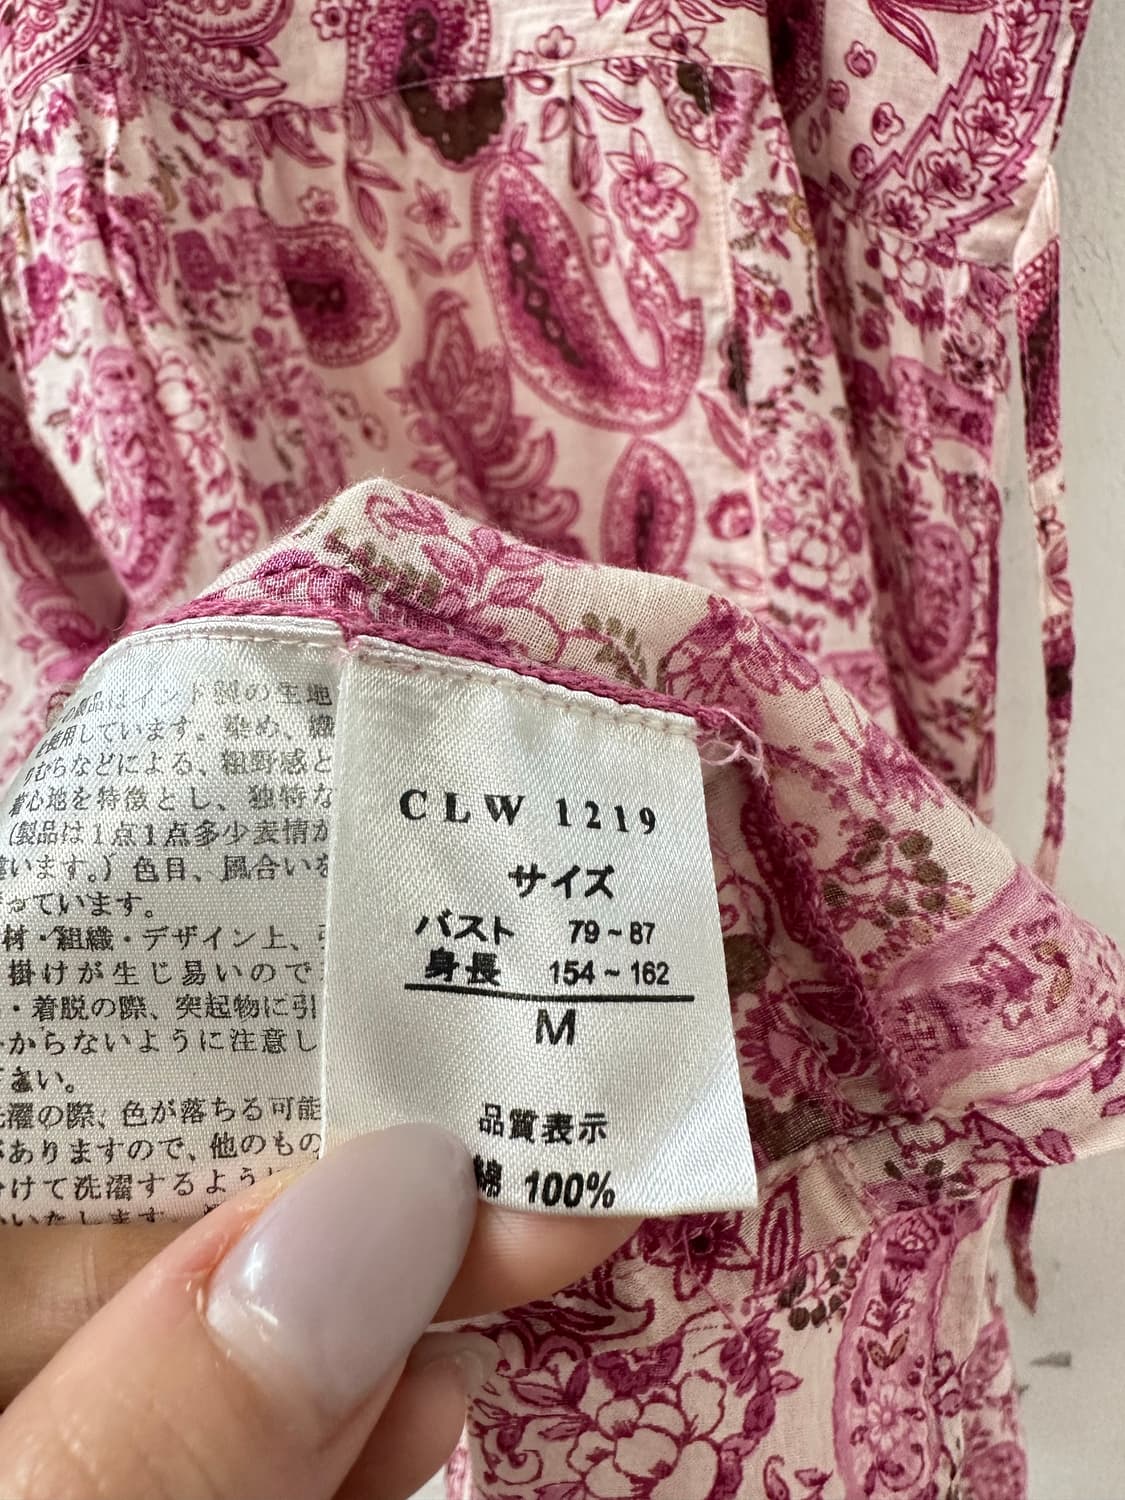 の製品はインド製の生地
を使用しています。染め、織
りむらなどによる、粗野感と
着心地を特徴とし、独特な
(製品は1点1点多少表情が
違います。) 色目、風合いを
っています。
材・組織・デザイン上、引
掛けが生じ易いので
・着脱の際、突起物に引
からないように注意し
さい。
洗濯の際、色が落ちる可能
がありますので、他のもの
分けて洗濯するように
いいたします。
CLW 1219
サイズ
バスト 79~87
身長 154~162
M
品質表示
綿 100%